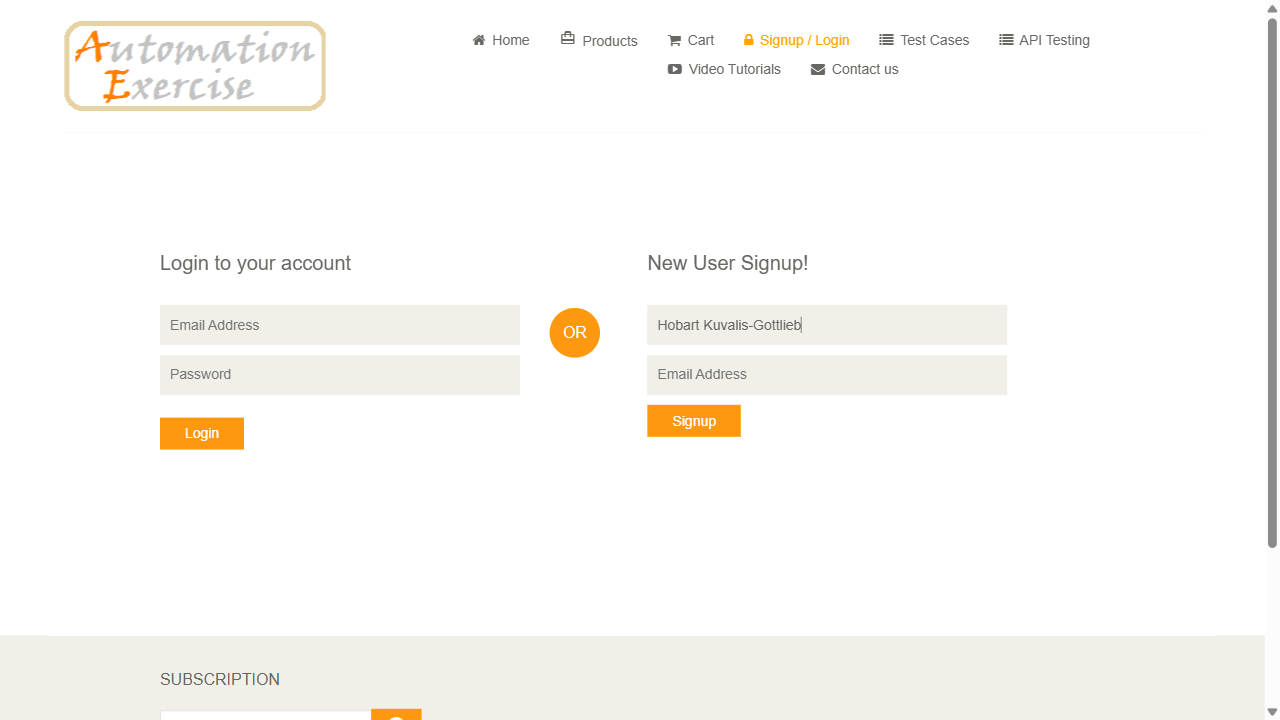 Automation
Exercise
Home
Products
Cart
Signup / Login
Test Cases
API Testing
Video Tutorials
Contact us
Login to your account
Email Address
Password
Login
OR
New User Signup!
Hobart Kuvalis-Gottlieb
Email Address
Signup
SUBSCRIPTION